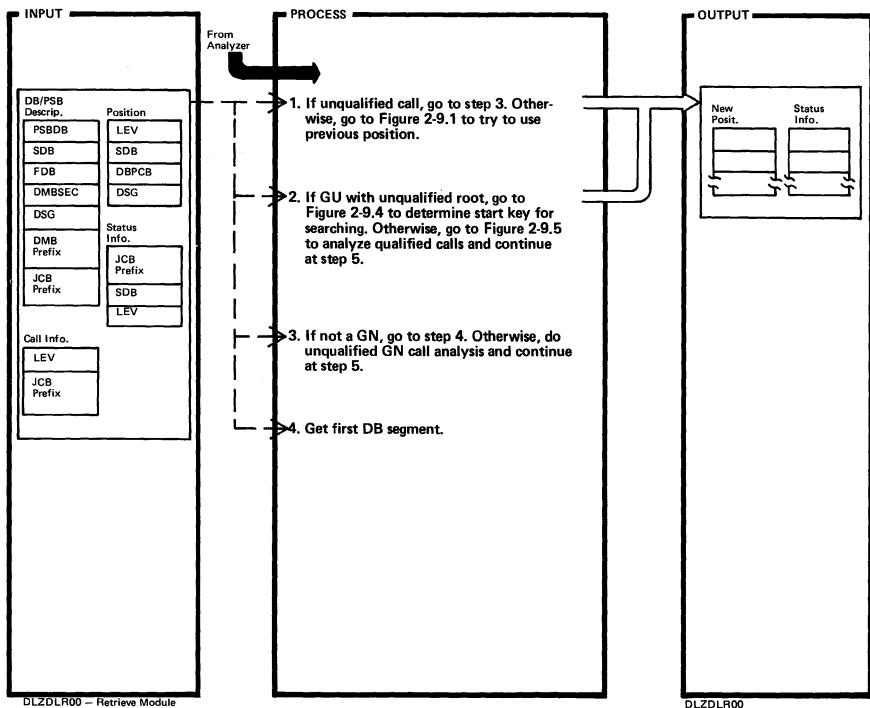 INPUT
DB/PSB
Descrip.
PSBDB
SDB
FDB
DMBSEC
DSG
DMB
Prefix
JCB
Prefix
Position
LEV
SDB
DBPCB
DSG
Status
Info.
JCB
Prefix
SDB
LEV
Call Info.
LEV
JCB
Prefix
DLZDLR00 – Retrieve Module
From
Analyzer
PROCESS
1. If unqualified call, go to step 3. Other-
wise, go to Figure 2-9.1 to try to use
previous position.
2. If GU with unqualified root, go to
Figure 2-9.4 to determine start key for
searching. Otherwise, go to Figure 2-9.5
to analyze qualified calls and continue
at step 5.
3. If not a GN, go to step 4. Otherwise, do
unqualified GN call analysis and continue
at step 5.
4. Get first DB segment.
OUTPUT
New
Posit.
Status
Info.
DLZDLR00